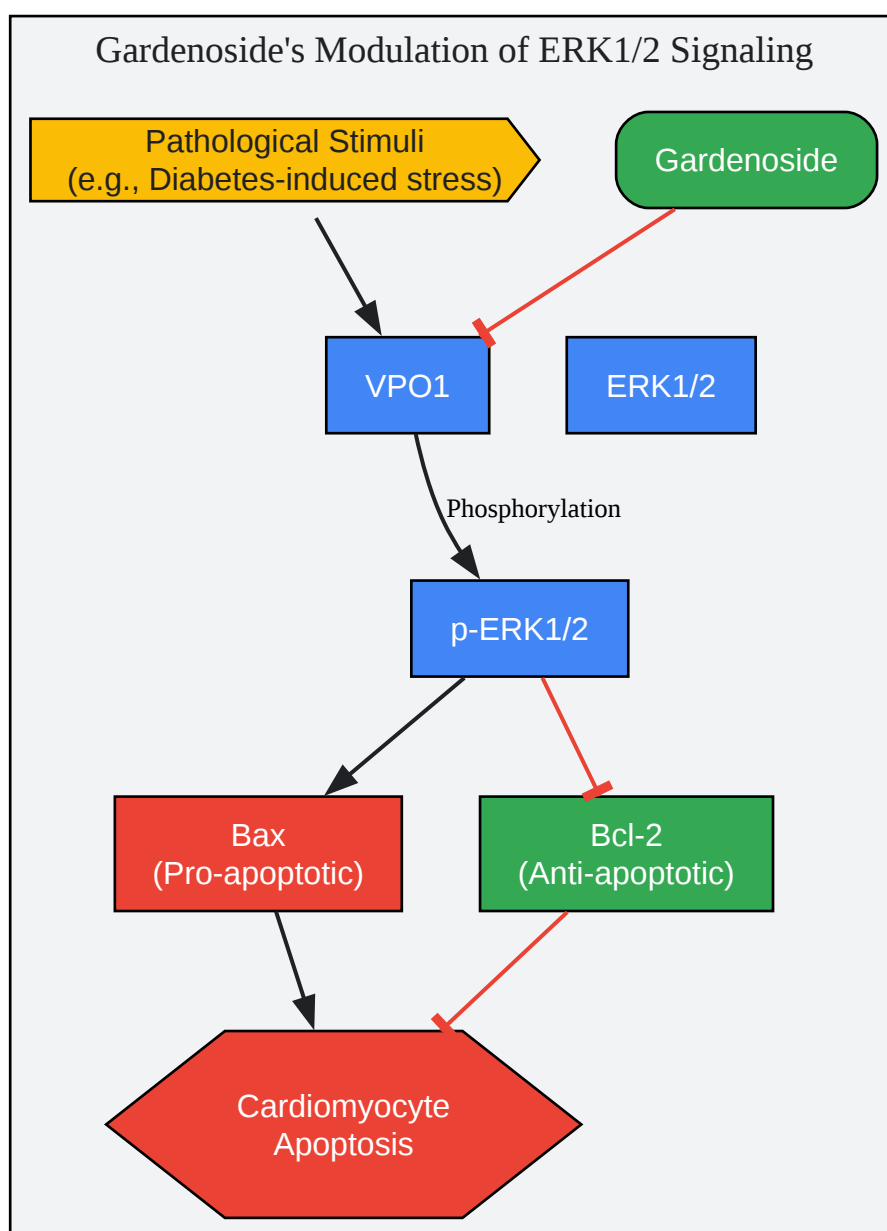 Gardenoside's Modulation of ERK1/2 Signaling
Pathological Stimuli
(e.g., Diabetes-induced stress)
Gardenoside
VPO1
ERK1/2
Phosphorylation
p-ERK1/2
Bax
(Pro-apoptotic)
Bcl-2
(Anti-apoptotic)
Cardiomyocyte
Apoptosis